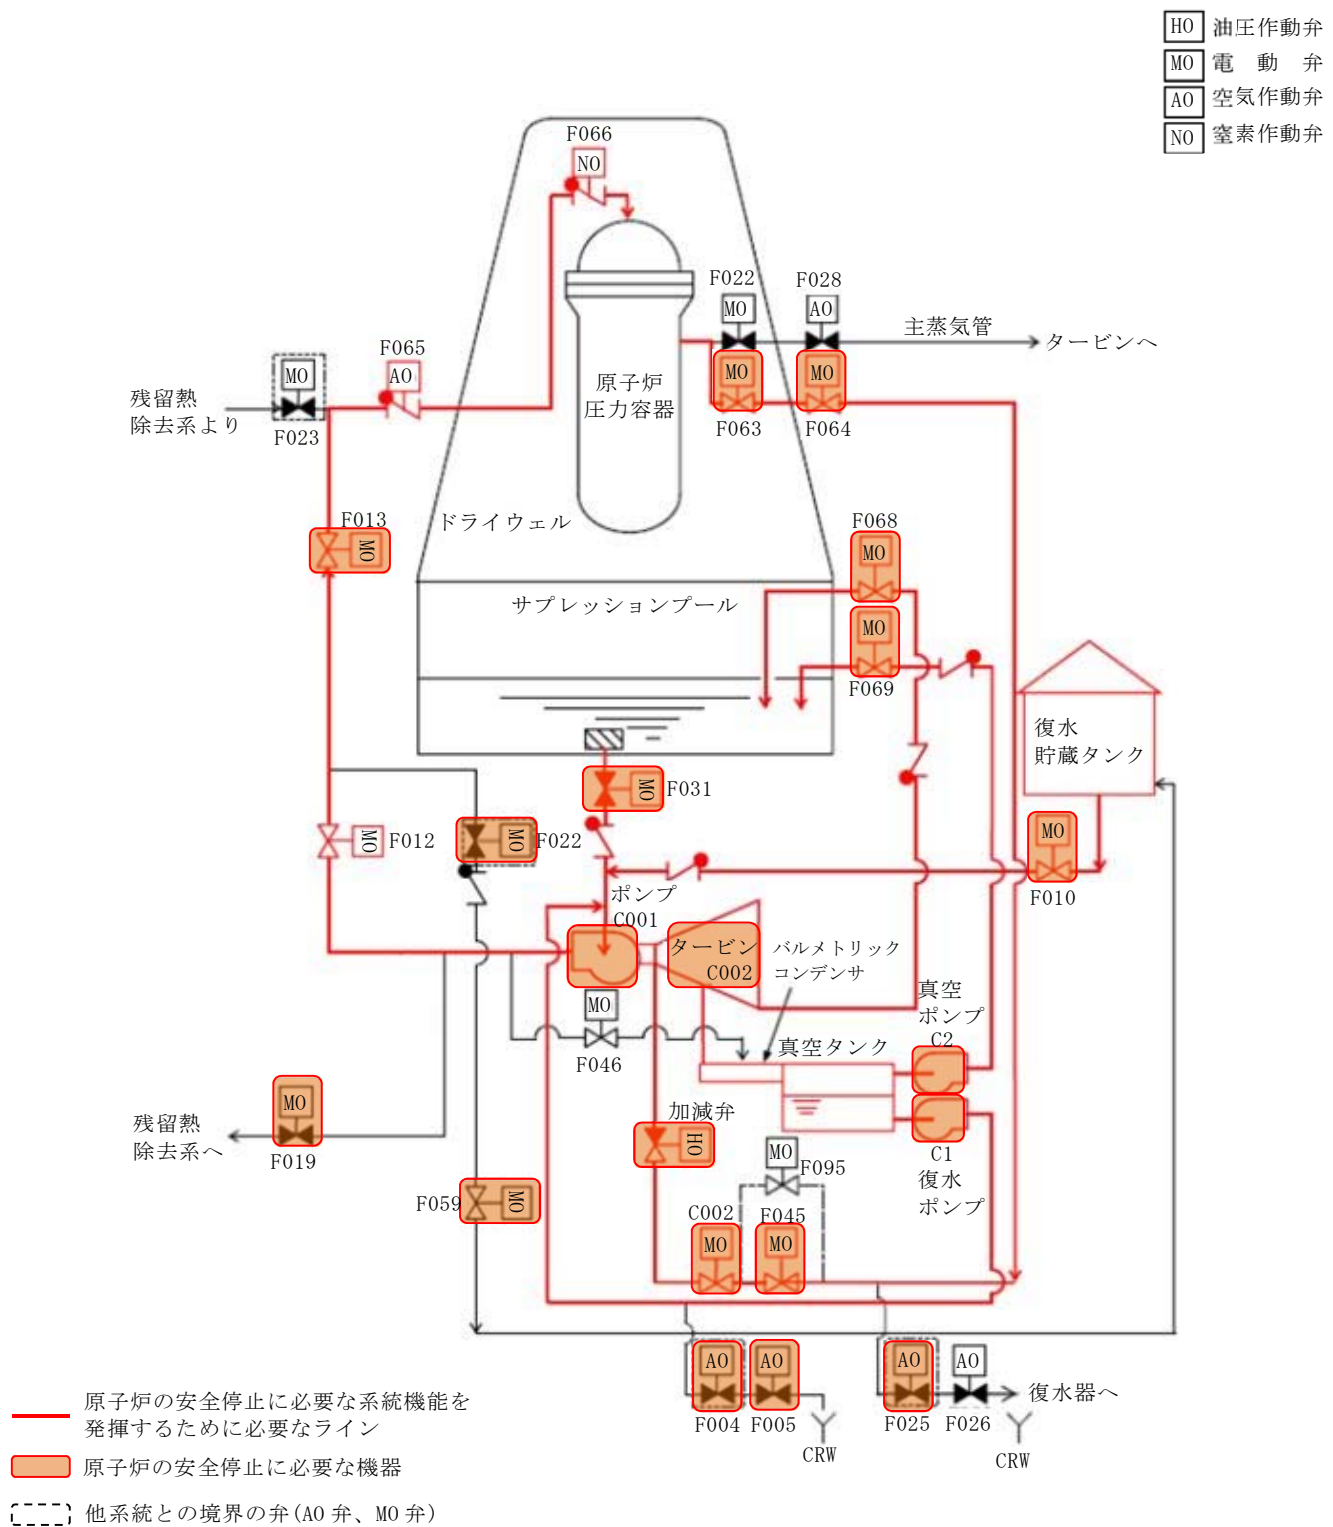 HO 油圧作動弁
MO 電動弁
AO 空気作動弁
NO 窒素作動弁
F066
NO
F022
MO
F028
AO
主蒸気管
タービンへ
F065
AO
MO
残留熱
除去系より
F023
原子炉
圧力容器
MO
F063
MO
F064
F013
MO
ドライウェル
F068
MO
サプレッションプール
MO
F069
復水
貯蔵タンク
MO
F031
MO
F012
MO
F022
MO
F010
ポンプ
C001
タービン
C002
バルメトリック
コンデンサ
MO
F046
真空
ポンプ
C2
真空タンク
MO
F019
残留熱
除去系へ
加減弁
HO
C1
復水
ポンプ
MO
F095
F059
MO
C002
MO
F045
MO
AO
F004
AO
F005
CRW
AO
F025
AO
F026
復水器へ
CRW
原子炉の安全停止に必要な系統機能を
発揮するために必要なライン
原子炉の安全停止に必要な機器
他系統との境界の弁(AO弁、MO弁)